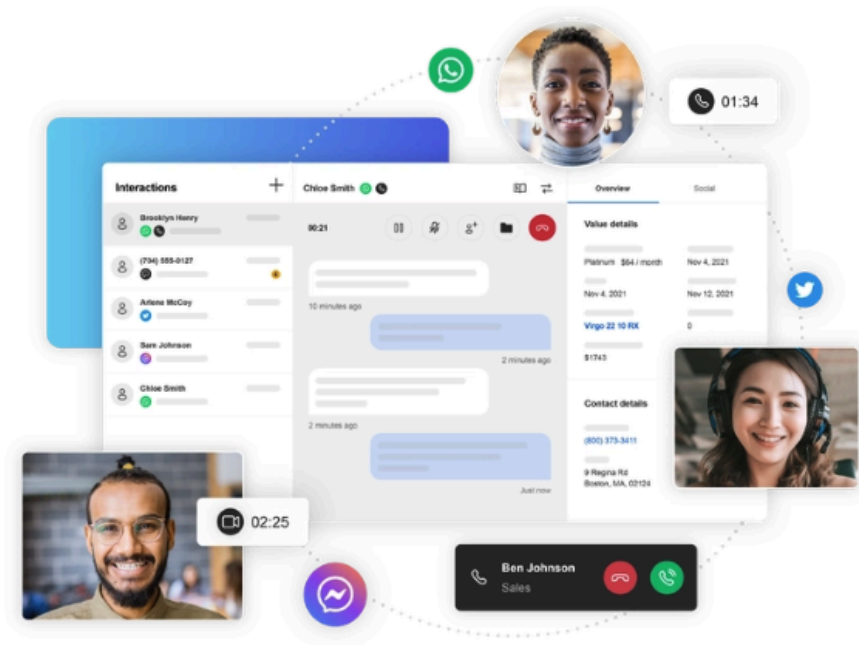 01:34
Interactions
Brooklyn Henry
(704) 555-0127
Arlene McCoy
Sam Johnson
Chloe Smith
Chloe Smith
00:21
10 minutes ago
2 minutes ago
2 minutes ago
Just now
Overview
Social
Value details
Platinum $64 / month
Nov 4, 2021
Nov 4, 2021
Nov 12, 2021
Virgo 22 10 RX
0
$1743
Contact details
(800) 373-3411
9 Regina Rd
Boston, MA, 02124
02:25
Ben Johnson
Sales